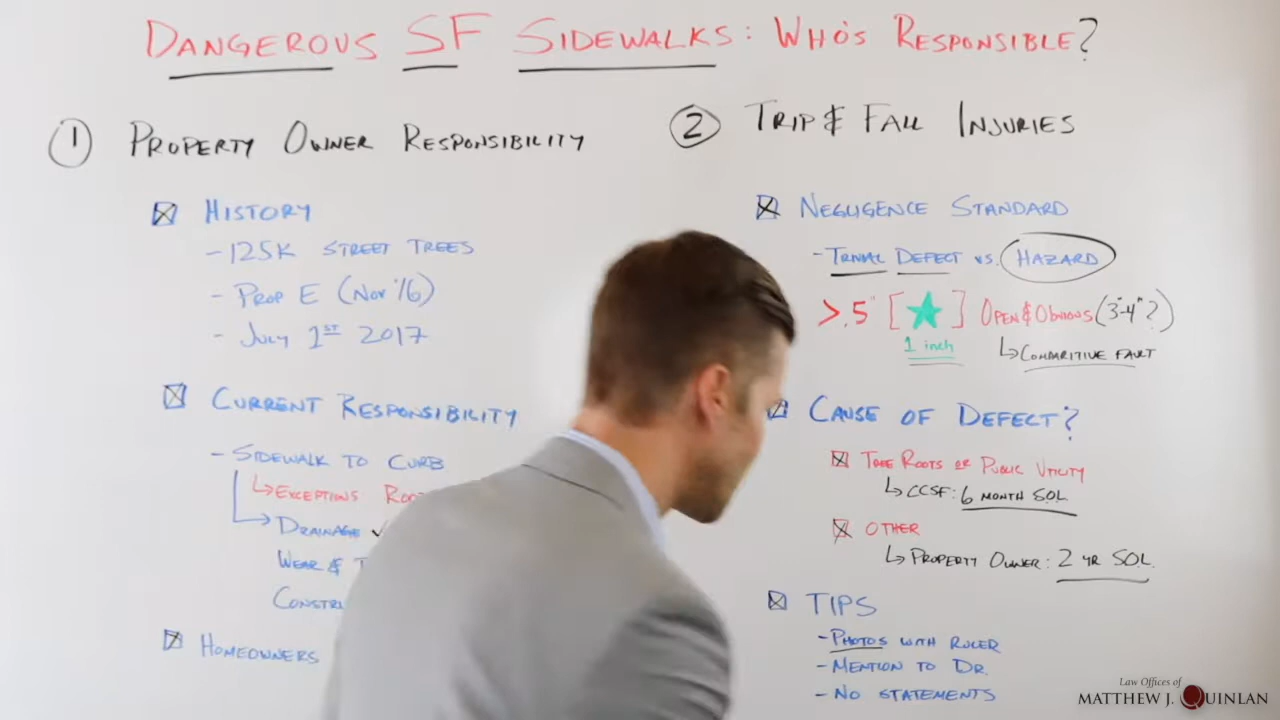 DANGEROUS SF SIDEWALKS: WHO'S RESPONSIBLE?
1 PROPERTY OWNER RESPONSIBILITY
HISTORY
- 125K STREET TREES
- PROP E (NOV '16)
- JULY 1ST 2017
CURRENT RESPONSIBILITY
- SIDEWALK TO CURB
↳ EXCEPTIONS
↳ DRAINAGE ✓
WEAR &
HOMEOWNERS
2 TRIP & FALL INJURIES
NEGLIGENCE STANDARD
- TRIVIAL DEFECT VS. HAZARD
>.5" [★] OPEN & OBVIOUS (3"-4"?)
1 inch
↳ COMPARITIVE FAULT
CAUSE OF DEFECT?
TREE ROOTS OR PUBLIC UTILITY
↳ CCSF: 6 MONTH SOL
OTHER
↳ PROPERTY OWNER: 2 YR SOL.
TIPS
- PHOTOS WITH RULER
- MENTION TO DR.
- NO STATEMENTS
Law Offices of
MATTHEW J. QUINLAN